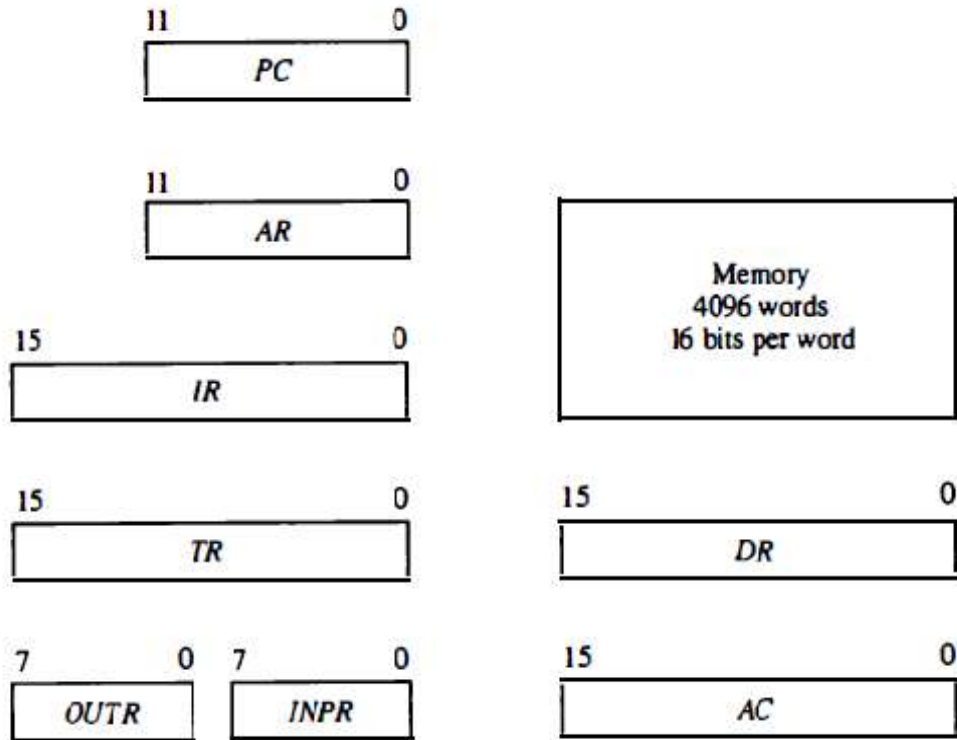 11 0
PC
11 0
AR
Memory
4096 words
16 bits per word
15 0
IR
15 0
TR
15 0
DR
7 0 7 0
OUTR INPR
15 0
AC